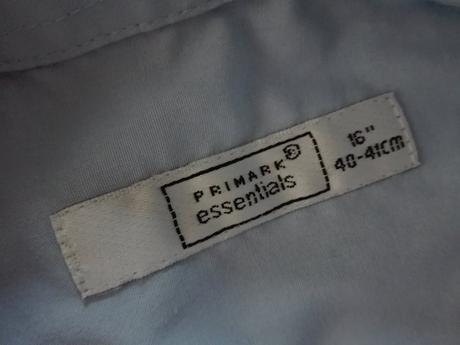 PRIMARK®
essentials
16"
40-41cm